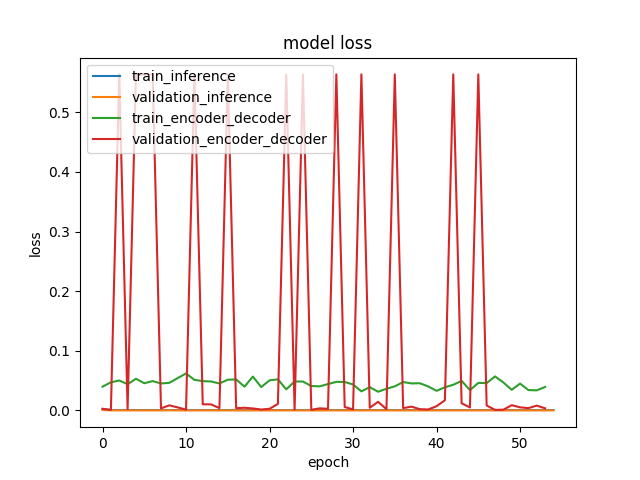 model loss
train_inference
validation_inference
train_encoder_decoder
validation_encoder_decoder
loss
0.5
0.4
0.3
0.2
0.1
0.0
0 10 20 30 40 50
epoch